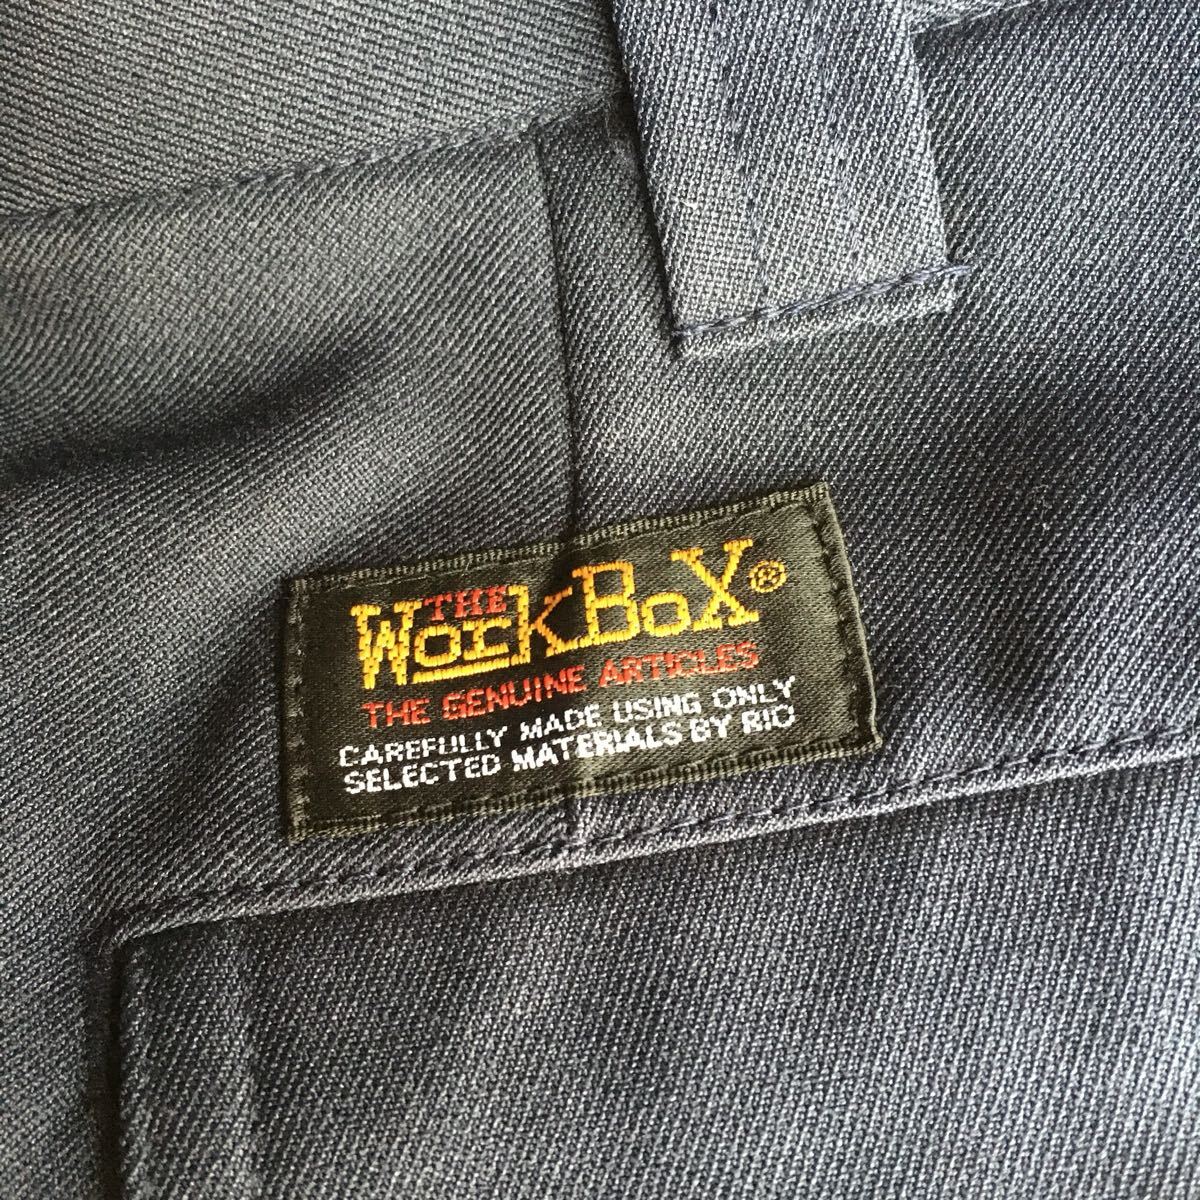 THE
WorkBoX®
THE GENUINE ARTICLES
CAREFULLY MADE USING ONLY
SELECTED MATERIALS BY RIO